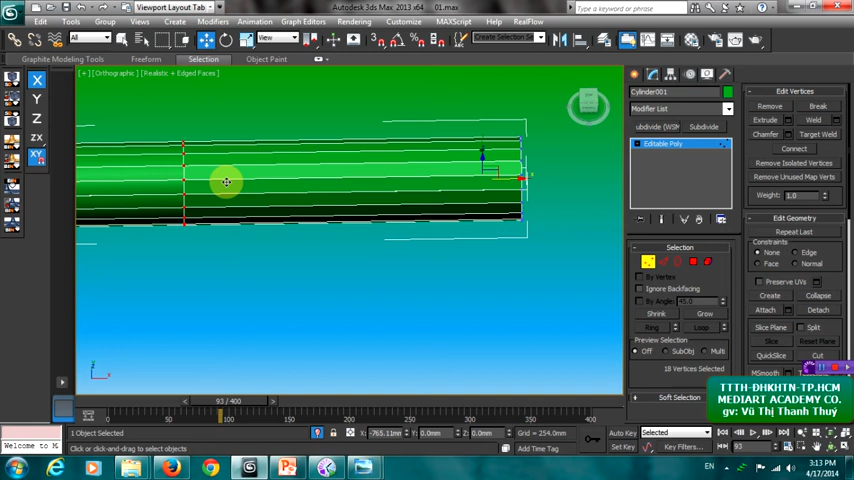 Viewport Layout Tab
Autodesk 3ds Max 2013 x64 01.max
Type a keyword or phrase
Edit Tools Group Views Create Modifiers Animation Graph Editors Rendering Customize MAXScript Help RealFlow
All View Create Selection Se
Graphite Modeling Tools Freeform Selection Object Paint
X
Y
Z
ZX
XY
[+] [Orthographic] [Realistic + Edged Faces]
x
Cylinder001
Modifier List
ubdivide (WSM Subdivide
Editable Poly
Selection
By Vertex
Ignore Backfacing
By Angle: 45.0
Shrink Grow
Ring Loop
Preview Selection
Off SubObj Multi
18 Vertices Selected
Soft Selection
Edit Vertices
Remove Break
Extrude Weld
Chamfer Target Weld
Connect
Remove Isolated Vertices
Remove Unused Map Verts
Weight: 1.0
Edit Geometry
Repeat Last
Constraints
None Edge
Face Normal
Preserve UVs
Create Collapse
Attach Detach
Slice Plane Split
Slice Reset Plane
QuickSlice Cut
MSmooth
TTTH-ĐHKHTN-TP.HCM
MEDIART ACADEMY CO.
gv: Vũ Thị Thanh Thuý
93 / 400
0 50 100 150 200 250 300 350 400
1 Object Selected X: -765.11mm Y: 0.0mm Z: 0.0mm Grid = 254.0mm Auto Key Selected
Welcome to M Click or click-and-drag to select objects Add Time Tag Set Key Key Filters... 93
EN 3:13 PM
4/17/2014